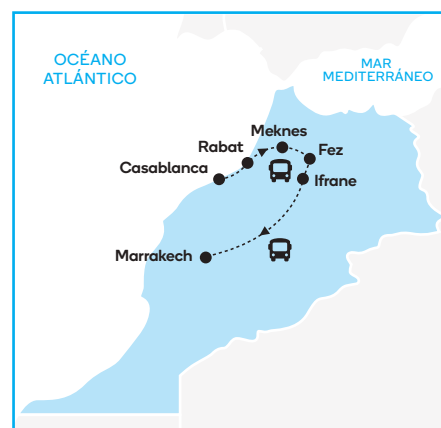 OCÉANO
ATLÁNTICO
MAR
MEDITERRÁNEO
Meknes
Rabat
Fez
Casablanca
Ifrane
Marrakech